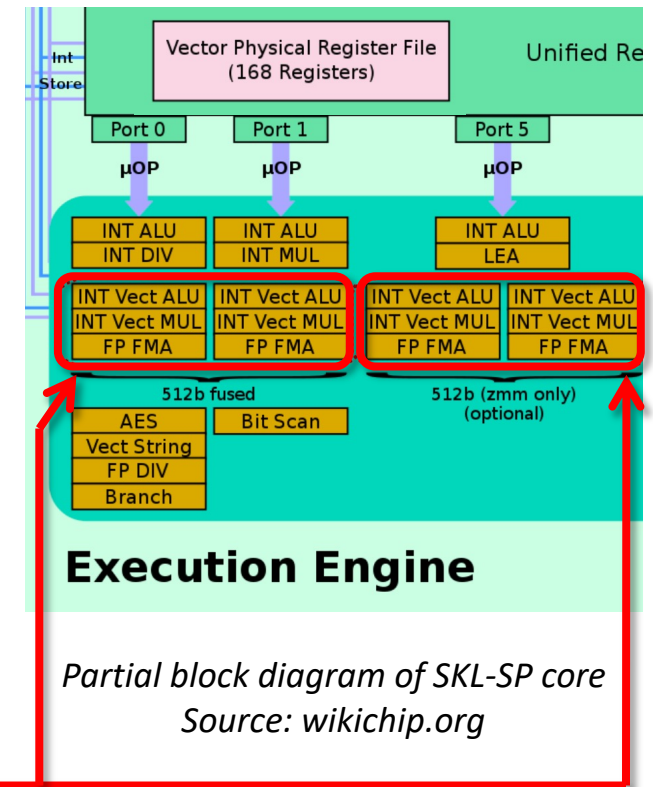 Vector Physical Register File
(168 Registers)
Unified Re
Int
Store
Port 0
Port 1
Port 5
μOP
μOP
μOP
INT ALU
INT DIV
INT ALU
INT MUL
INT ALU
LEA
INT Vect ALU
INT Vect MUL
FP FMA
INT Vect ALU
INT Vect MUL
FP FMA
INT Vect ALU
INT Vect MUL
FP FMA
INT Vect ALU
INT Vect MUL
FP FMA
512b fused
512b (zmm only)
(optional)
AES
Vect String
FP DIV
Branch
Bit Scan
Execution Engine
Partial block diagram of SKL-SP core
Source: wikichip.org